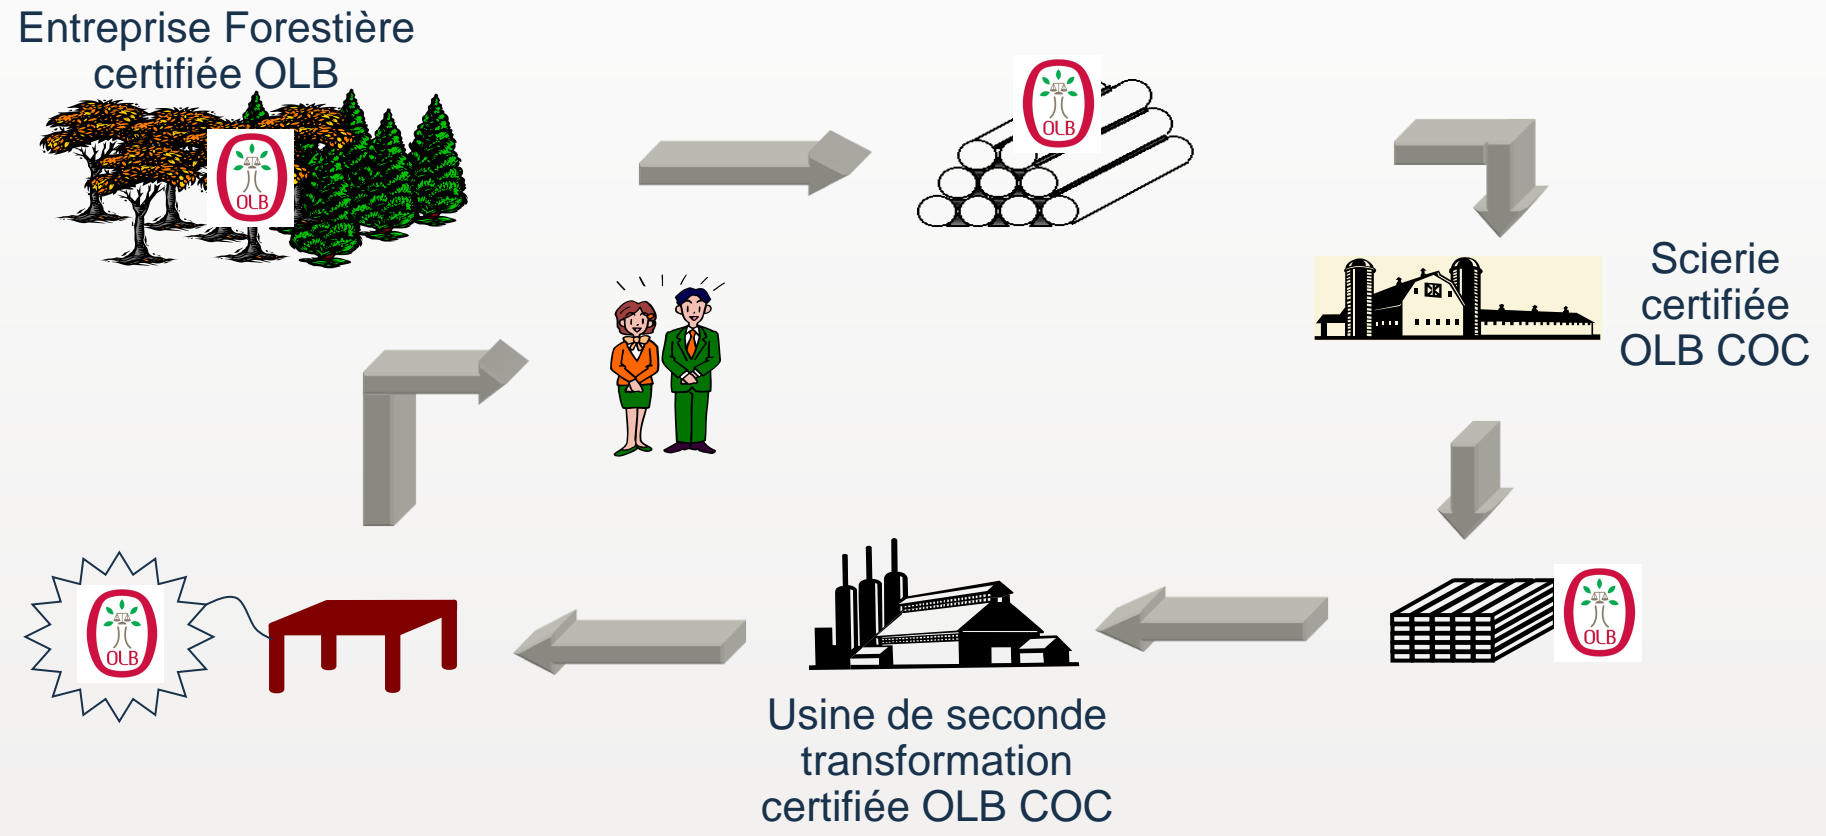 Entreprise Forestière
certifiée OLB
OLB
OLB
Scierie
certifiée
OLB COC
OLB
OLB
Usine de seconde
transformation
certifiée OLB COC